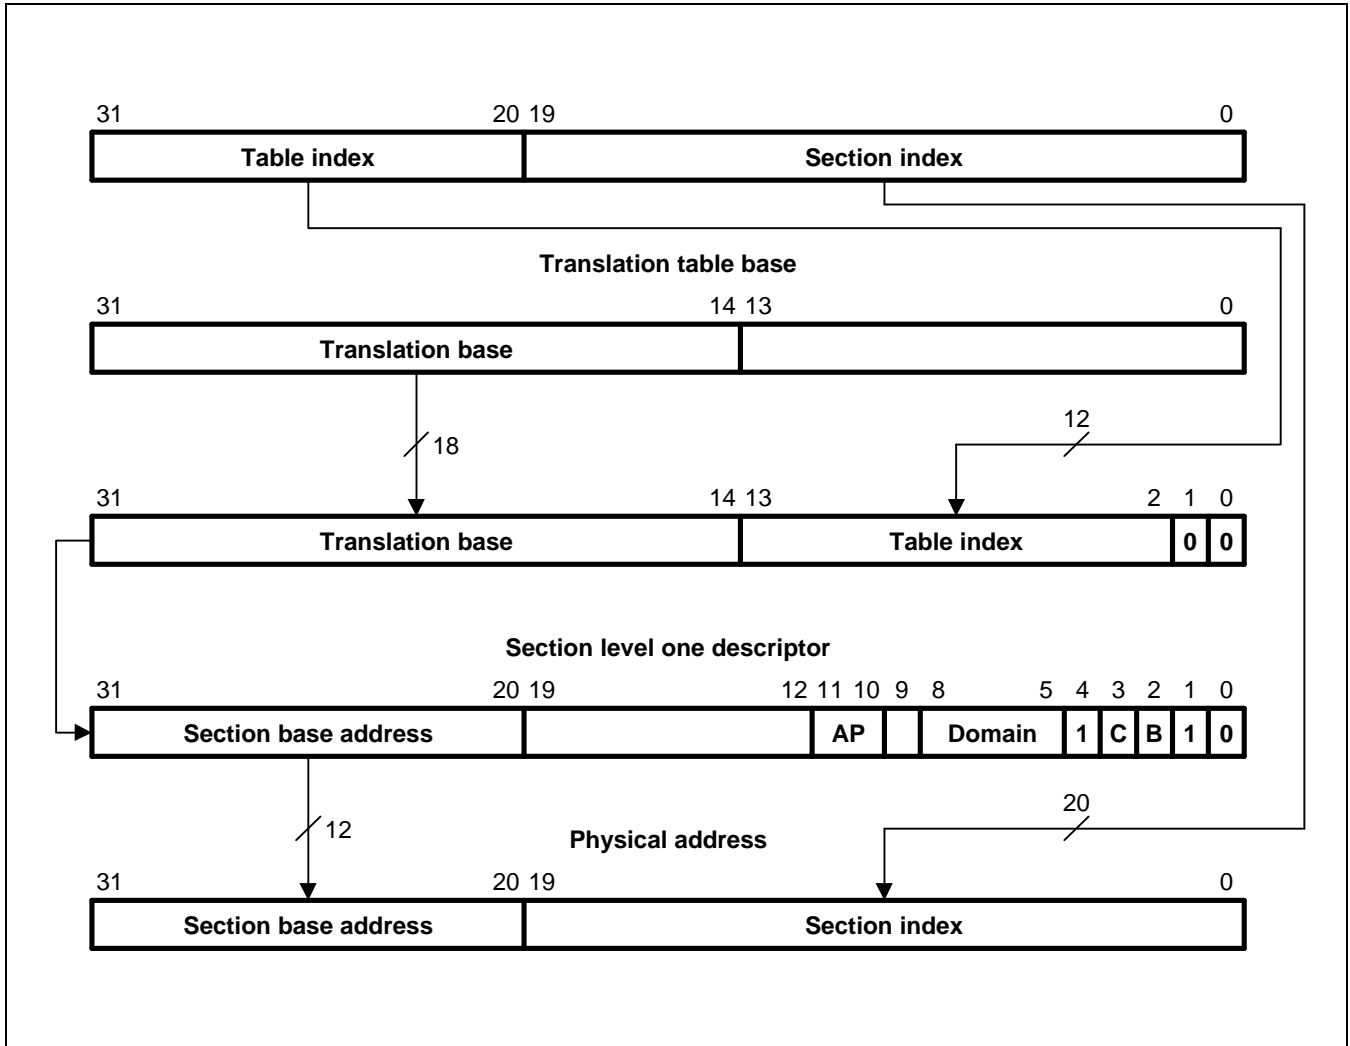 31 20 19 0
Table index Section index
Translation table base
31 14 13 0
Translation base
12
18
31 14 13 2 1 0
Translation base Table index 0 0
Section level one descriptor
31 20 19 12 11 10 9 8 5 4 3 2 1 0
Section base address AP Domain 1 C B 1 0
20
12
Physical address
31 20 19 0
Section base address Section index